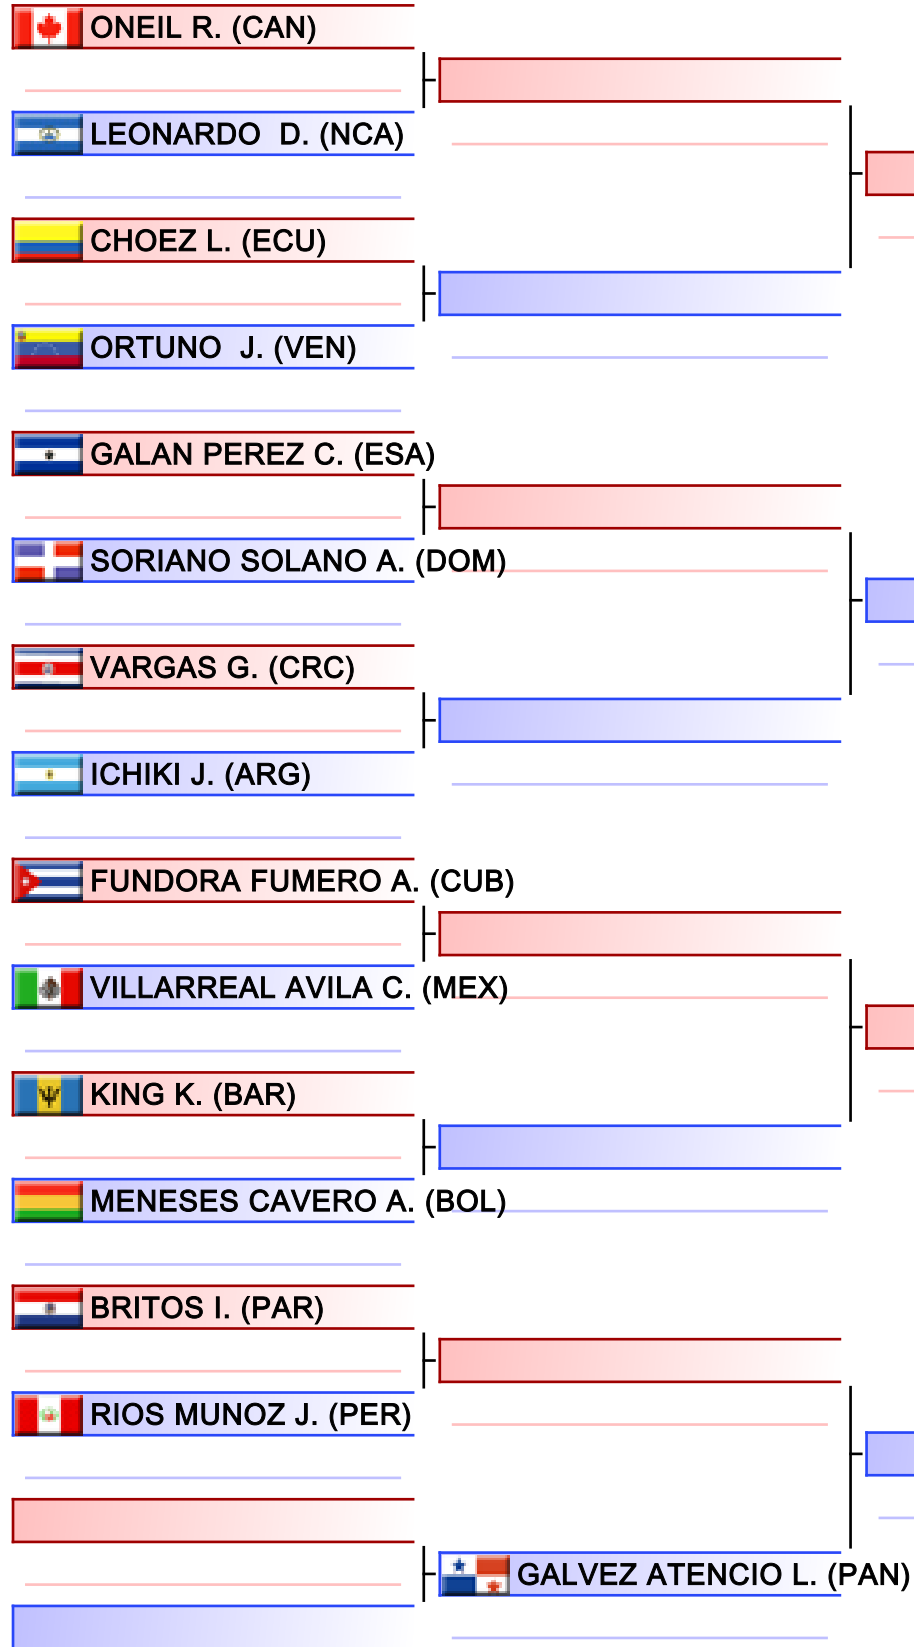 ONEIL R. (CAN)
LEONARDO  D. (NCA)
CHOEZ L. (ECU)
ORTUNO  J. (VEN)
GALAN PEREZ C. (ESA)
SORIANO SOLANO A. (DOM)
VARGAS G. (CRC)
ICHIKI J. (ARG)
FUNDORA FUMERO A. (CUB)
VILLARREAL AVILA C. (MEX)
KING K. (BAR)
MENESES CAVERO A. (BOL)
BRITOS I. (PAR)
RIOS MUNOZ J. (PER)
GALVEZ ATENCIO L. (PAN)